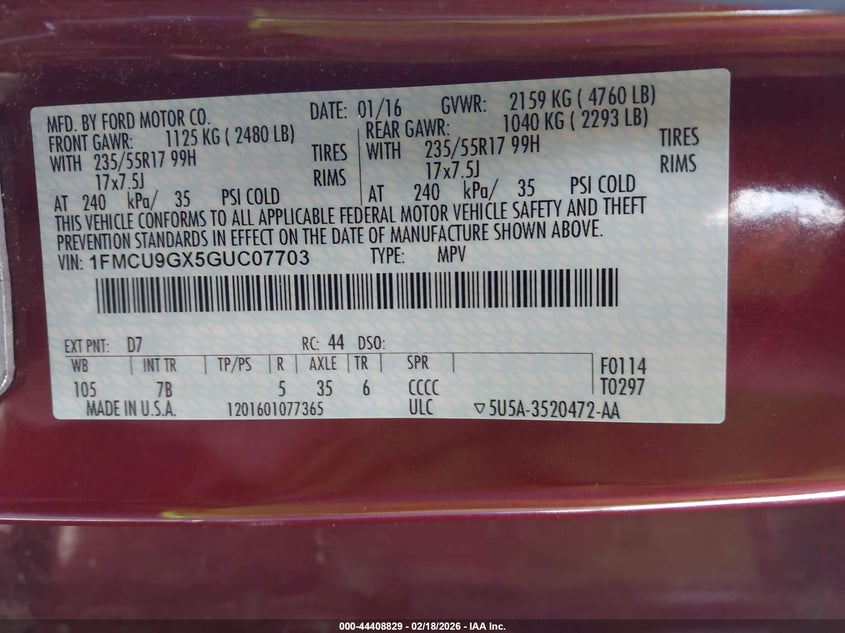 MFD. BY FORD MOTOR CO. DATE: 01/16 GVWR: 2159 KG ( 4760 LB)
FRONT GAWR: 1125 KG ( 2480 LB) REAR GAWR: 1040 KG ( 2293 LB)
WITH 235/55R17 99H TIRES WITH 235/55R17 99H TIRES
17x7.5J RIMS 17x7.5J RIMS
AT 240 kPa/ 35 PSI COLD AT 240 kPa/ 35 PSI COLD
THIS VEHICLE CONFORMS TO ALL APPLICABLE FEDERAL MOTOR VEHICLE SAFETY AND THEFT
PREVENTION STANDARDS IN EFFECT ON THE DATE OF MANUFACTURE SHOWN ABOVE.
VIN: 1FMCU9GX5GUC07703 TYPE: MPV
EXT PNT: D7 RC: 44 DSO:
WB INT TR TP/PS R AXLE TR SPR F0114
105 7B 5 35 6 CCCC T0297
MADE IN U.S.A. 1201601077365 ULC ▽5U5A-3520472-AA
000-44408829 - 02/18/2026 - IAA Inc.